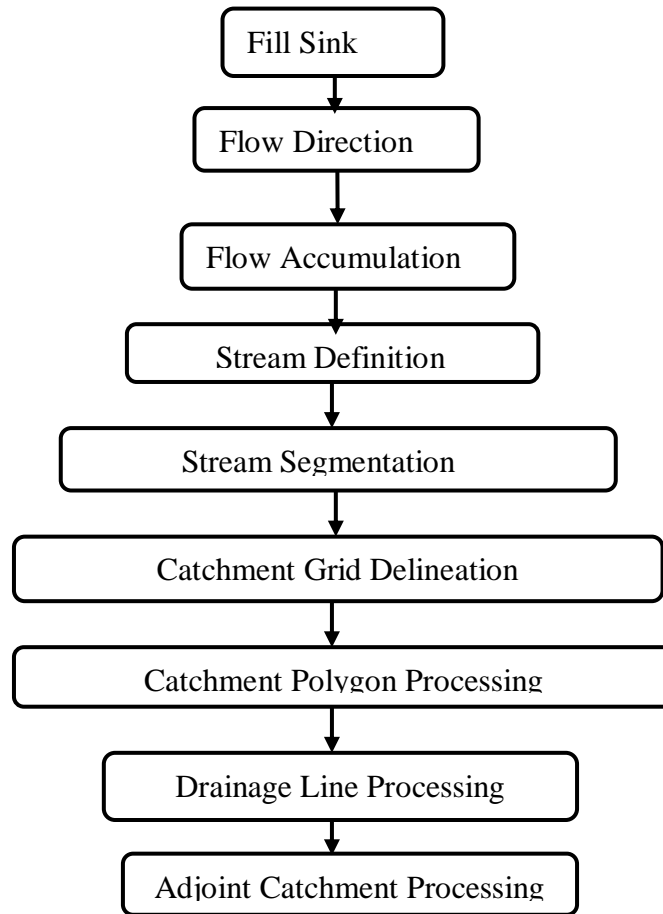 Fill Sink
Flow Direction
Flow Accumulation
Stream Definition
Stream Segmentation
Catchment Grid Delineation
Catchment Polygon Processing
Drainage Line Processing
Adjoint Catchment Processing